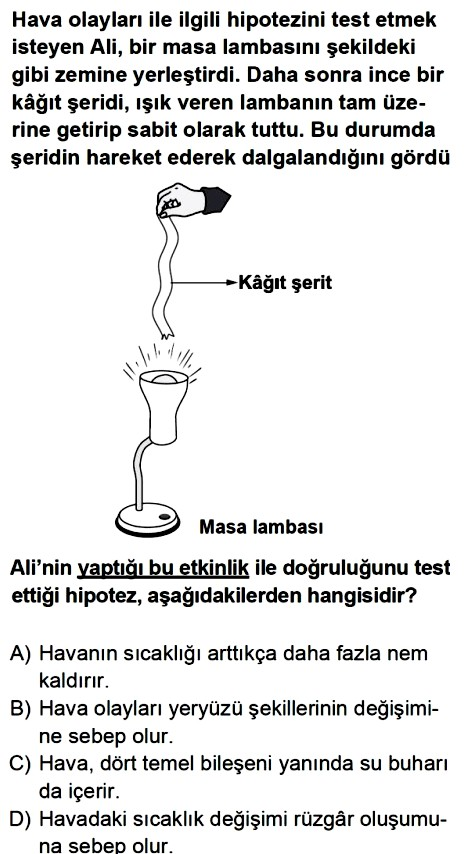 Hava olayları ile ilgili hipotezini test etmek
isteyen Ali, bir masa lambasını şekildeki
gibi zemine yerleştirdi. Daha sonra ince bir
kâğıt şeridi, ışık veren lambanın tam üze-
rine getirip sabit olarak tuttu. Bu durumda
şeridin hareket ederek dalgalandığını gördü
Kâğıt şerit
Masa lambası
Ali’nin yaptığı bu etkinlik ile doğruluğunu test
ettiği hipotez, aşağıdakilerden hangisidir?
A) Havanın sıcaklığı arttıkça daha fazla nem
kaldırır.
B) Hava olayları yeryüzü şekillerinin değişimi-
ne sebep olur.
C) Hava, dört temel bileşeni yanında su buharı
da içerir.
D) Havadaki sıcaklık değişimi rüzgâr oluşumu-
na sebep olur.